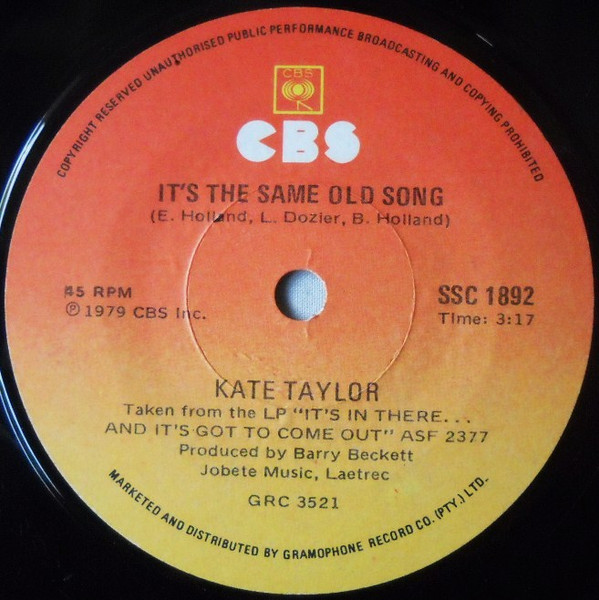 COPYRIGHT RESERVED UNAUTHORISED PUBLIC PERFORMANCE BROADCASTING AND COPYING PROHIBITED
CBS
CBS
IT'S THE SAME OLD SONG
(E. Holland, L. Dozier, B. Holland)
45 RPM
SSC 1892
℗ 1979 CBS Inc.
Time: 3:17
KATE TAYLOR
Taken from the LP "IT'S IN THERE...
AND IT'S GOT TO COME OUT" ASF 2377
Produced by Barry Beckett
Jobete Music, Laetrec
GRC 3521
MARKETED AND DISTRIBUTED BY GRAMOPHONE RECORD CO. (PTY.) LTD.